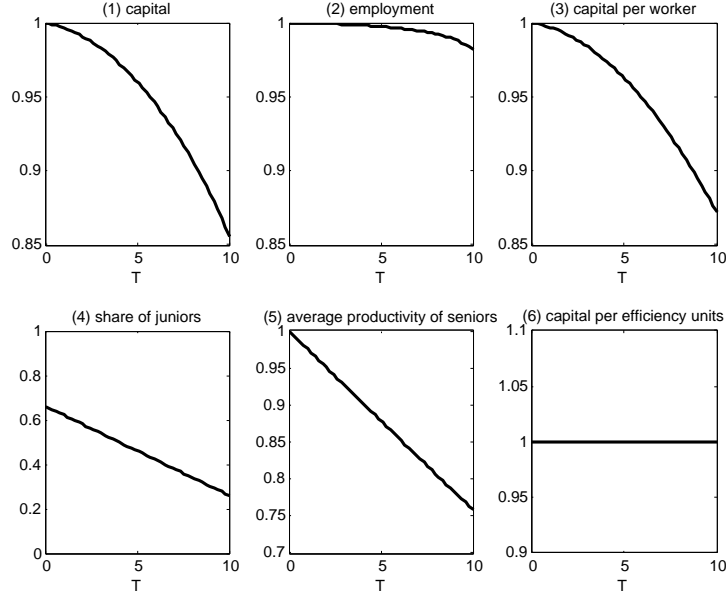 (1) capital
1
0.95
0.9
0.85
0 5 10
T
(2) employment
1
0.95
0.9
0.85
0 5 10
T
(3) capital per worker
1
0.95
0.9
0.85
0 5 10
T
(4) share of juniors
1
0.8
0.6
0.4
0.2
0
0 5 10
T
(5) average productivity of seniors
1
0.95
0.9
0.85
0.8
0.75
0.7
0 5 10
T
(6) capital per efficiency units
1.1
1.05
1
0.95
0.9
0 5 10
T